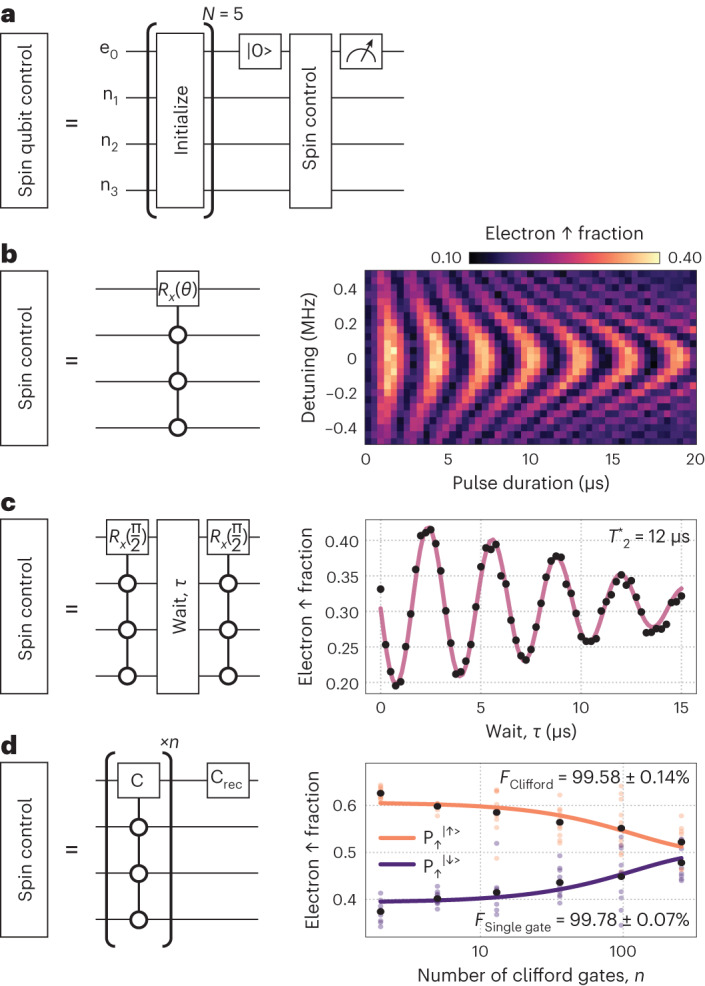 a
N = 5
Spin qubit control
=
e0
n1
n2
n3
Initialize
|0>
Spin control
b
Spin control
=
Rx(θ)
Electron ↑ fraction
0.10
0.40
Detuning (MHz)
0.4
0.2
0
−0.2
−0.4
0
5
10
15
20
Pulse duration (µs)
c
Spin control
=
Rx(π/2)
Wait, τ
Rx(π/2)
Electron ↑ fraction
0.40
0.35
0.30
0.25
0.20
T*2 = 12 µs
0
5
10
15
Wait, τ (µs)
d
Spin control
=
C
×n
Crec
Electron ↑ fraction
0.6
0.5
0.4
FClifford = 99.58 ± 0.14%
P↑|↑>
P↑|↓>
FSingle gate = 99.78 ± 0.07%
10
100
Number of clifford gates, n